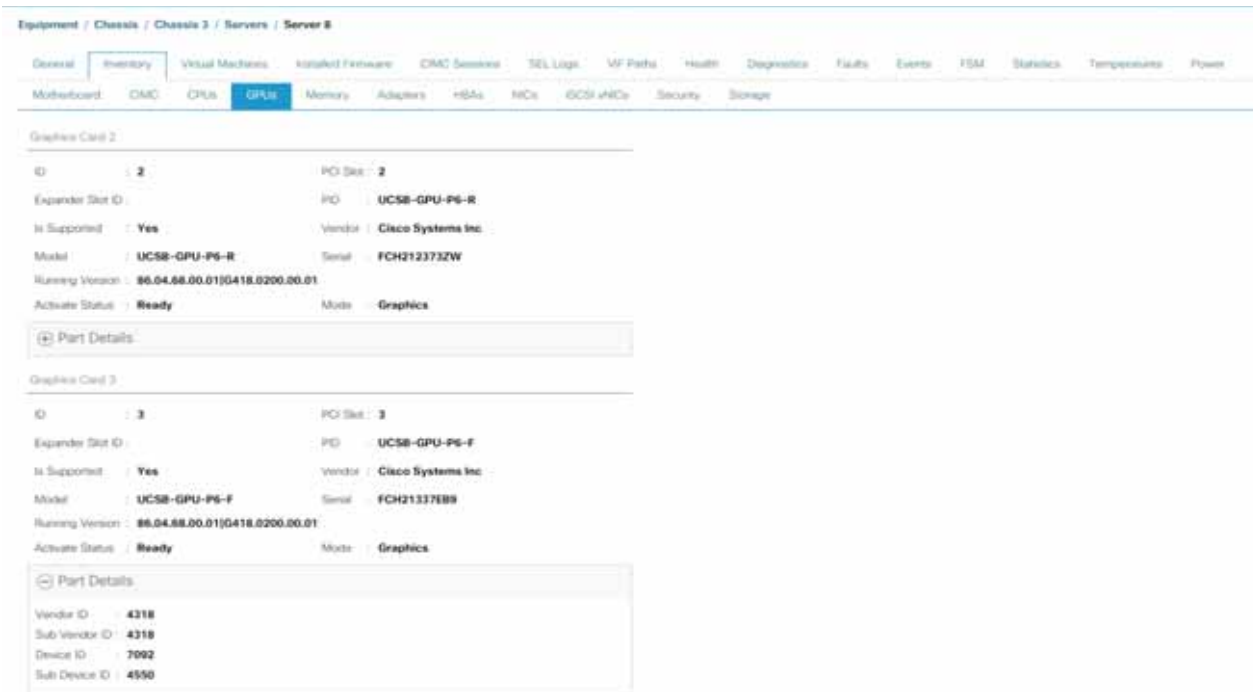 Equipment / Chassis / Chassis 3 / Servers / Server 8
General Inventory Virtual Machines Installed Firmware CIMC Sessions SEL Logs VIF Paths Health Diagnostics Faults Events FSM Statistics Temperatures Power
Motherboard CIMC CPUs GPUs Memory Adapters HBAs NICs iSCSI vNICs Security Storage
Graphics Card 2
ID : 2 PCI Slot : 2
Expander Slot ID : PID : UCSB-GPU-P6-R
Is Supported : Yes Vendor : Cisco Systems Inc
Model : UCSB-GPU-P6-R Serial : FCH212373ZW
Running Version : 86.04.68.00.01|G418.0200.00.01
Activate Status : Ready Mode : Graphics
Part Details
Graphics Card 3
ID : 3 PCI Slot : 3
Expander Slot ID : PID : UCSB-GPU-P6-F
Is Supported : Yes Vendor : Cisco Systems Inc
Model : UCSB-GPU-P6-F Serial : FCH21337EB9
Running Version : 86.04.68.00.01|G418.0200.00.01
Activate Status : Ready Mode : Graphics
Part Details
Vendor ID : 4318
Sub Vendor ID : 4318
Device ID : 7092
Sub Device ID : 4550